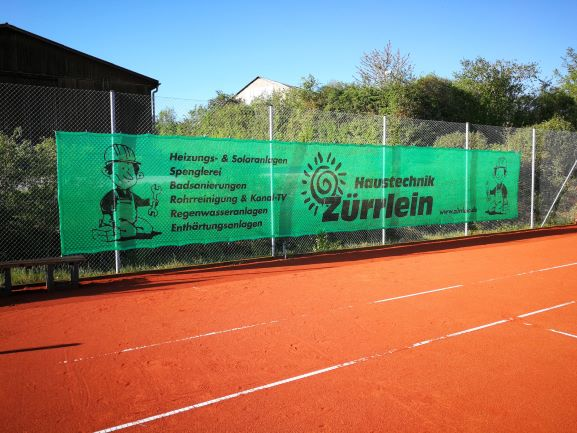 Heizungs- & Solaranlagen
Spenglerei
Badsanierungen
Rohrreinigung & Kanal-TV
Regenwasseranlagen
Enthärtungsanlagen
Haustechnik
Zürrlein